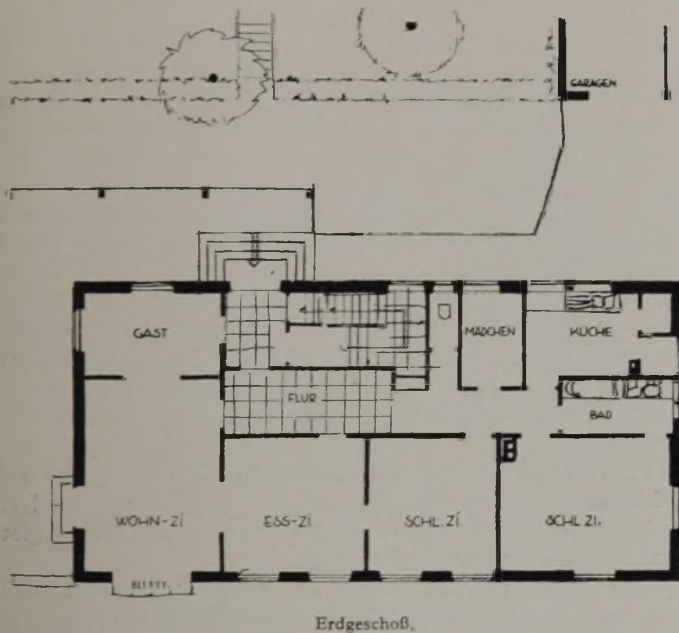 GARAGEN
GAST
MÄDCHEN
KÜCHE
FLUR
BAD
WOHN-ZI
ESS-ZI
SCHL.ZI.
SCHL.ZI.
Erdgeschoß.